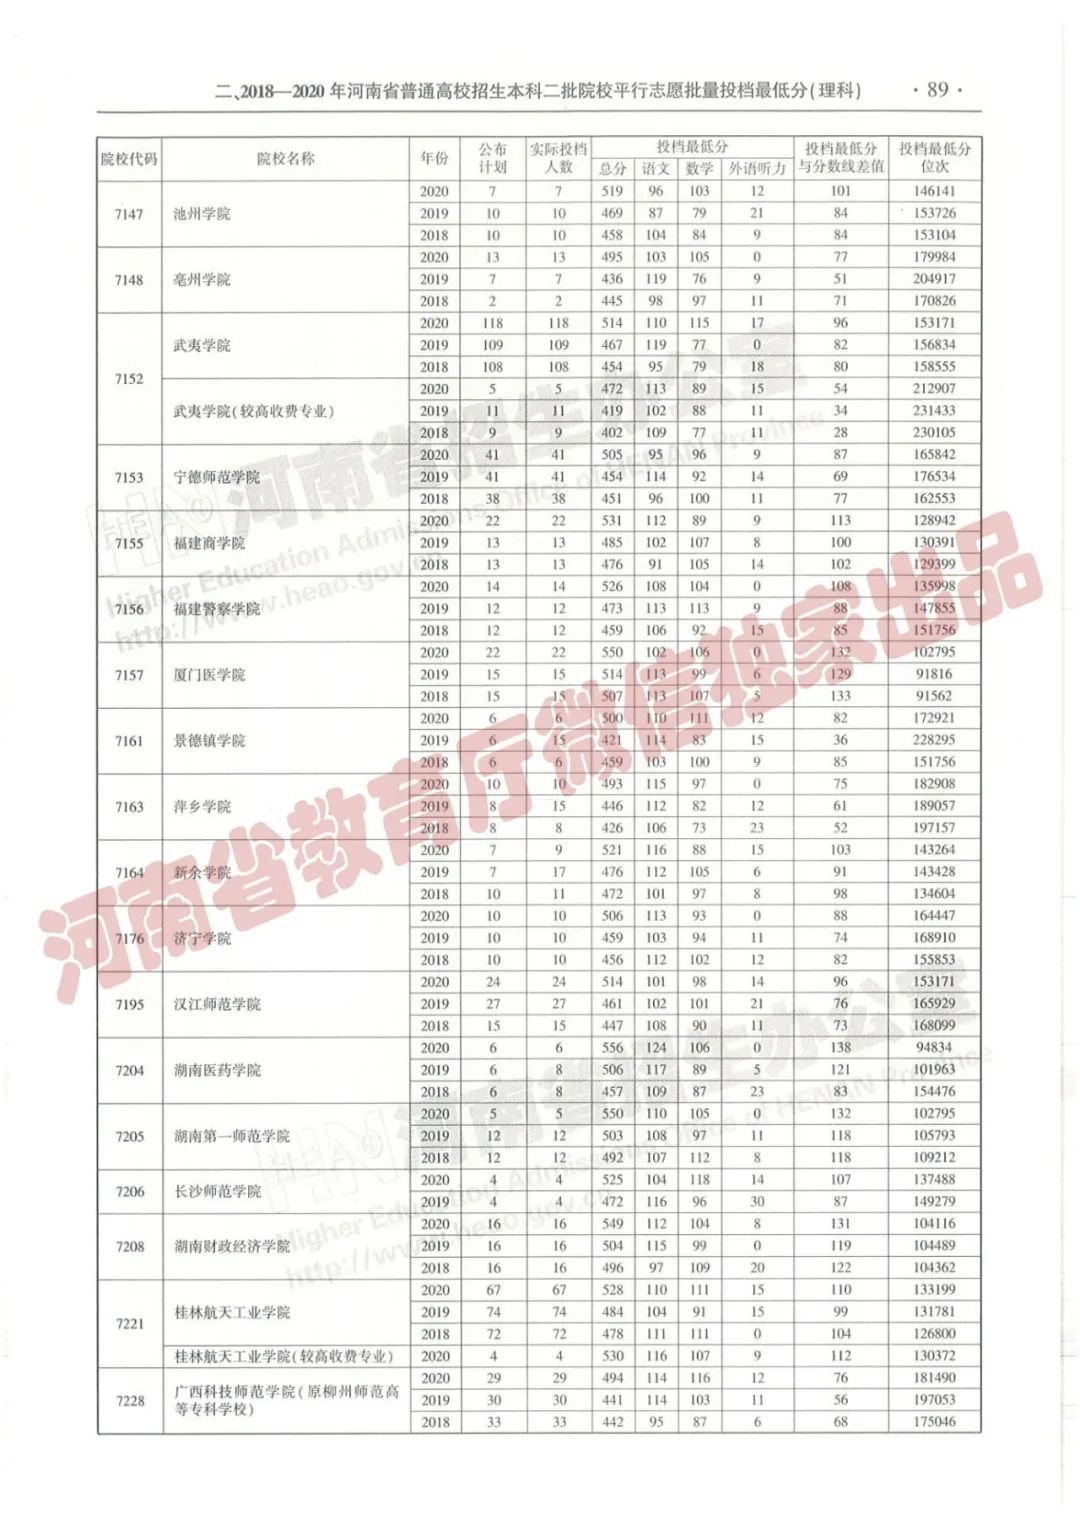 二、2018—2020年河南省普通高校招生本科二批院校平行志愿批量投档最低分(理科) ·89·
院校代码 院校名称 年份 公布计划 实际投档人数 投档最低分 投档最低分与分数线差值 投档最低分位次
总分 语文 数学 外语听力
7147 池州学院 2020 7 7 519 96 103 12 101 146141
2019 10 10 469 87 79 21 84 153726
2018 10 10 458 104 84 9 84 153104
7148 亳州学院 2020 13 13 495 103 105 0 77 179984
2019 7 7 436 119 76 9 51 204917
2018 2 2 445 98 97 11 71 170826
7152 武夷学院 2020 118 118 514 110 115 17 96 153171
2019 109 109 467 119 77 0 82 156834
2018 108 108 454 95 79 18 80 158555
武夷学院(较高收费专业) 2020 5 5 472 113 89 15 54 212907
2019 11 11 419 102 88 11 34 231433
2018 9 9 402 109 77 11 28 230105
7153 宁德师范学院 2020 41 41 505 95 96 9 87 165842
2019 41 41 454 114 92 14 69 176534
2018 38 38 451 96 100 11 77 162553
7155 福建商学院 2020 22 22 531 112 89 9 113 128942
2019 13 13 485 102 107 8 100 130391
2018 13 13 476 91 105 14 102 129399
7156 福建警察学院 2020 14 14 526 108 104 0 108 135998
2019 12 12 473 113 113 9 88 147855
2018 12 12 459 106 92 15 85 151756
7157 厦门医学院 2020 22 22 550 102 106 0 132 102795
2019 15 15 514 113 99 6 129 91816
2018 15 15 507 113 107 5 133 91562
7161 景德镇学院 2020 6 6 500 110 111 12 82 172921
2019 6 15 421 114 83 15 36 228295
2018 6 6 459 103 100 9 85 151756
7163 萍乡学院 2020 10 10 493 115 97 0 75 182908
2019 8 15 446 112 82 12 61 189057
2018 8 8 426 106 73 23 52 197157
7164 新余学院 2020 7 9 521 116 88 15 103 143264
2019 7 17 476 112 105 6 91 143428
2018 10 11 472 101 97 8 98 134604
7176 济宁学院 2020 10 10 506 113 93 0 88 164447
2019 10 10 459 103 94 11 74 168910
2018 10 10 456 112 102 12 82 155853
7195 汉江师范学院 2020 24 24 514 101 98 14 96 153171
2019 27 27 461 102 101 21 76 165929
2018 15 15 447 108 90 11 73 168099
7204 湖南医药学院 2020 6 6 556 124 106 0 138 94834
2019 6 8 506 117 89 5 121 101963
2018 6 8 457 109 87 23 83 154476
7205 湖南第一师范学院 2020 5 5 550 110 105 0 132 102795
2019 12 12 503 108 97 11 118 105793
2018 12 12 492 107 112 8 118 109212
7206 长沙师范学院 2020 4 4 525 104 118 14 107 137488
2019 4 4 472 116 96 30 87 149279
7208 湖南财政经济学院 2020 16 16 549 112 104 8 131 104116
2019 16 16 504 115 99 0 119 104489
2018 16 16 496 97 109 20 122 104362
7221 桂林航天工业学院 2020 67 67 528 110 111 15 110 133199
2019 74 74 484 104 91 15 99 131781
2018 72 72 478 111 111 0 104 126800
桂林航天工业学院(较高收费专业) 2020 4 4 530 116 107 9 112 130372
7228 广西科技师范学院(原柳州师范高等专科学校) 2020 29 29 494 114 116 12 76 181490
2019 30 30 441 114 103 11 56 197053
2018 33 33 442 95 87 6 68 175046
河南省教育厅微信独家出品
HEAO 河南省招生办公室
Higher Education Admissions Office of HENAN Province
http://www.heao.gov.cn
HEAO 河南省招生办公室
Higher Education Admissions Office of HENAN Province
http://www.heao.gov.cn